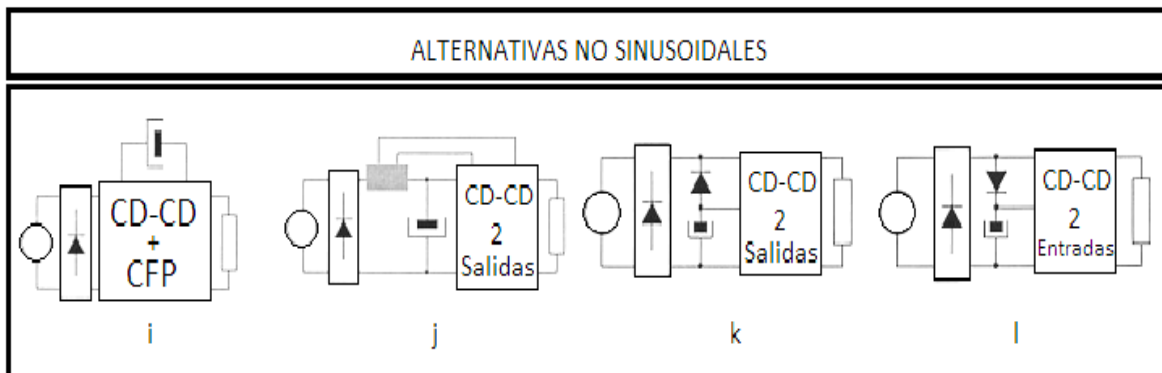 ALTERNATIVAS NO SINUSOIDALES
CD-CD
+
CFP
CD-CD
2
Salidas
CD-CD
2
Salidas
CD-CD
2
Entradas
i
j
k
l